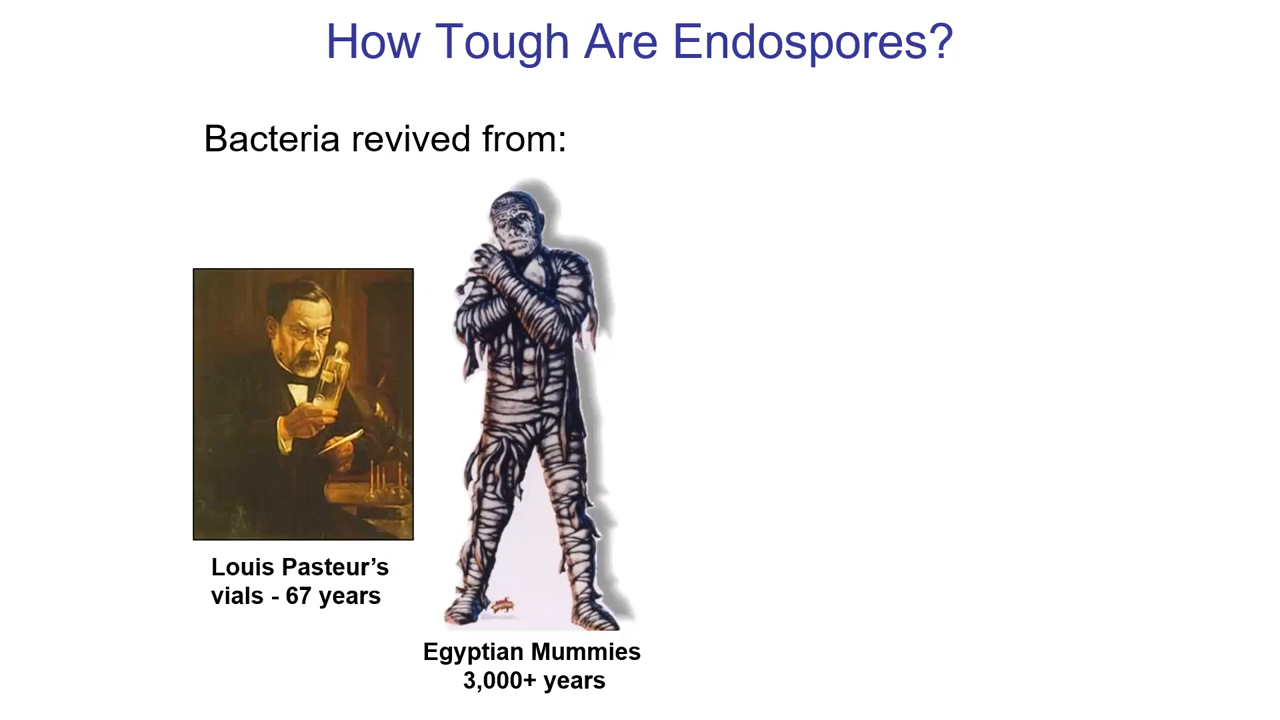 How Tough Are Endospores?
Bacteria revived from:
Louis Pasteur’s
vials - 67 years
Egyptian Mummies
3,000+ years